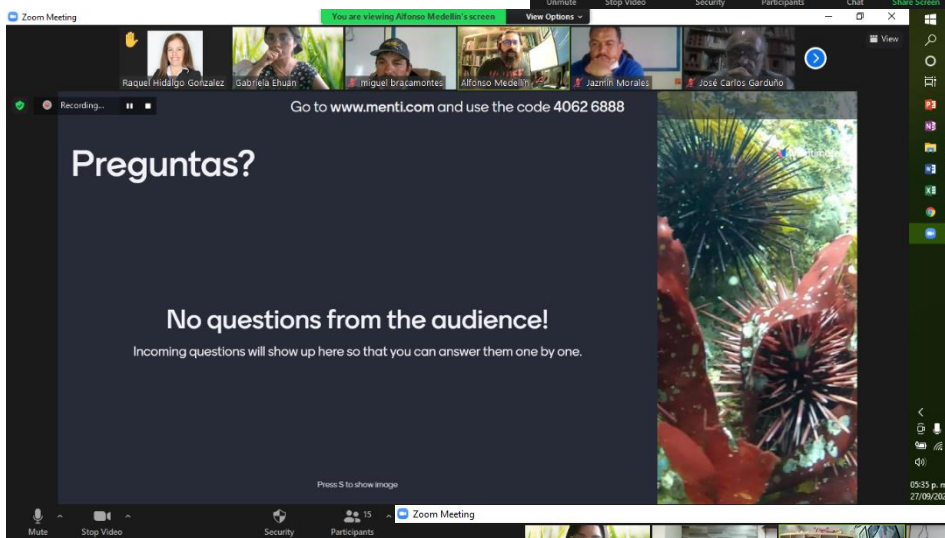 Unmute Stop Video Security Participants Chat Share Screen
Zoom Meeting
You are viewing Alfonso Medellín's screen View Options
View
Raquel Hidalgo Gonzalez Gabriela Ehuan miguel bracamontes Alfonso Medellín Jazmín Morales José Carlos Garduño
Recording...
Go to www.menti.com and use the code 4062 6888
Preguntas?
No questions from the audience!
Incoming questions will show up here so that you can answer them one by one.
Press S to show image
05:35 p. m
27/09/202
Mute Stop Video Security Participants 15
Zoom Meeting